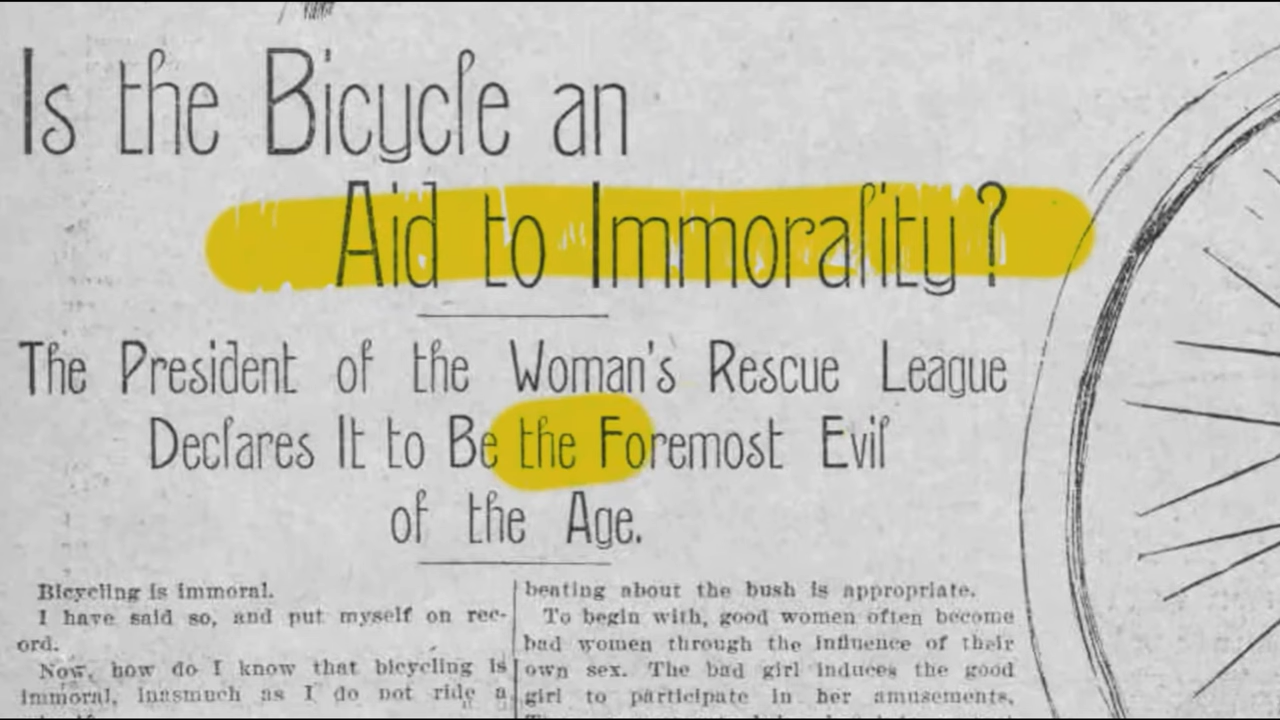 Is the Bicycle an
Aid to Immorality?
The President of the Woman's Rescue League
Declares It to Be the Foremost Evil
of the Age.
Bicycling is immoral.
I have said so, and put myself on rec-
ord.
Now, how do I know that bicycling is
immoral, inasmuch as I do not ride a
beating about the bush is appropriate.
To begin with, good women often become
bad women through the influence of their
own sex. The bad girl induces the good
girl to participate in her amusements.